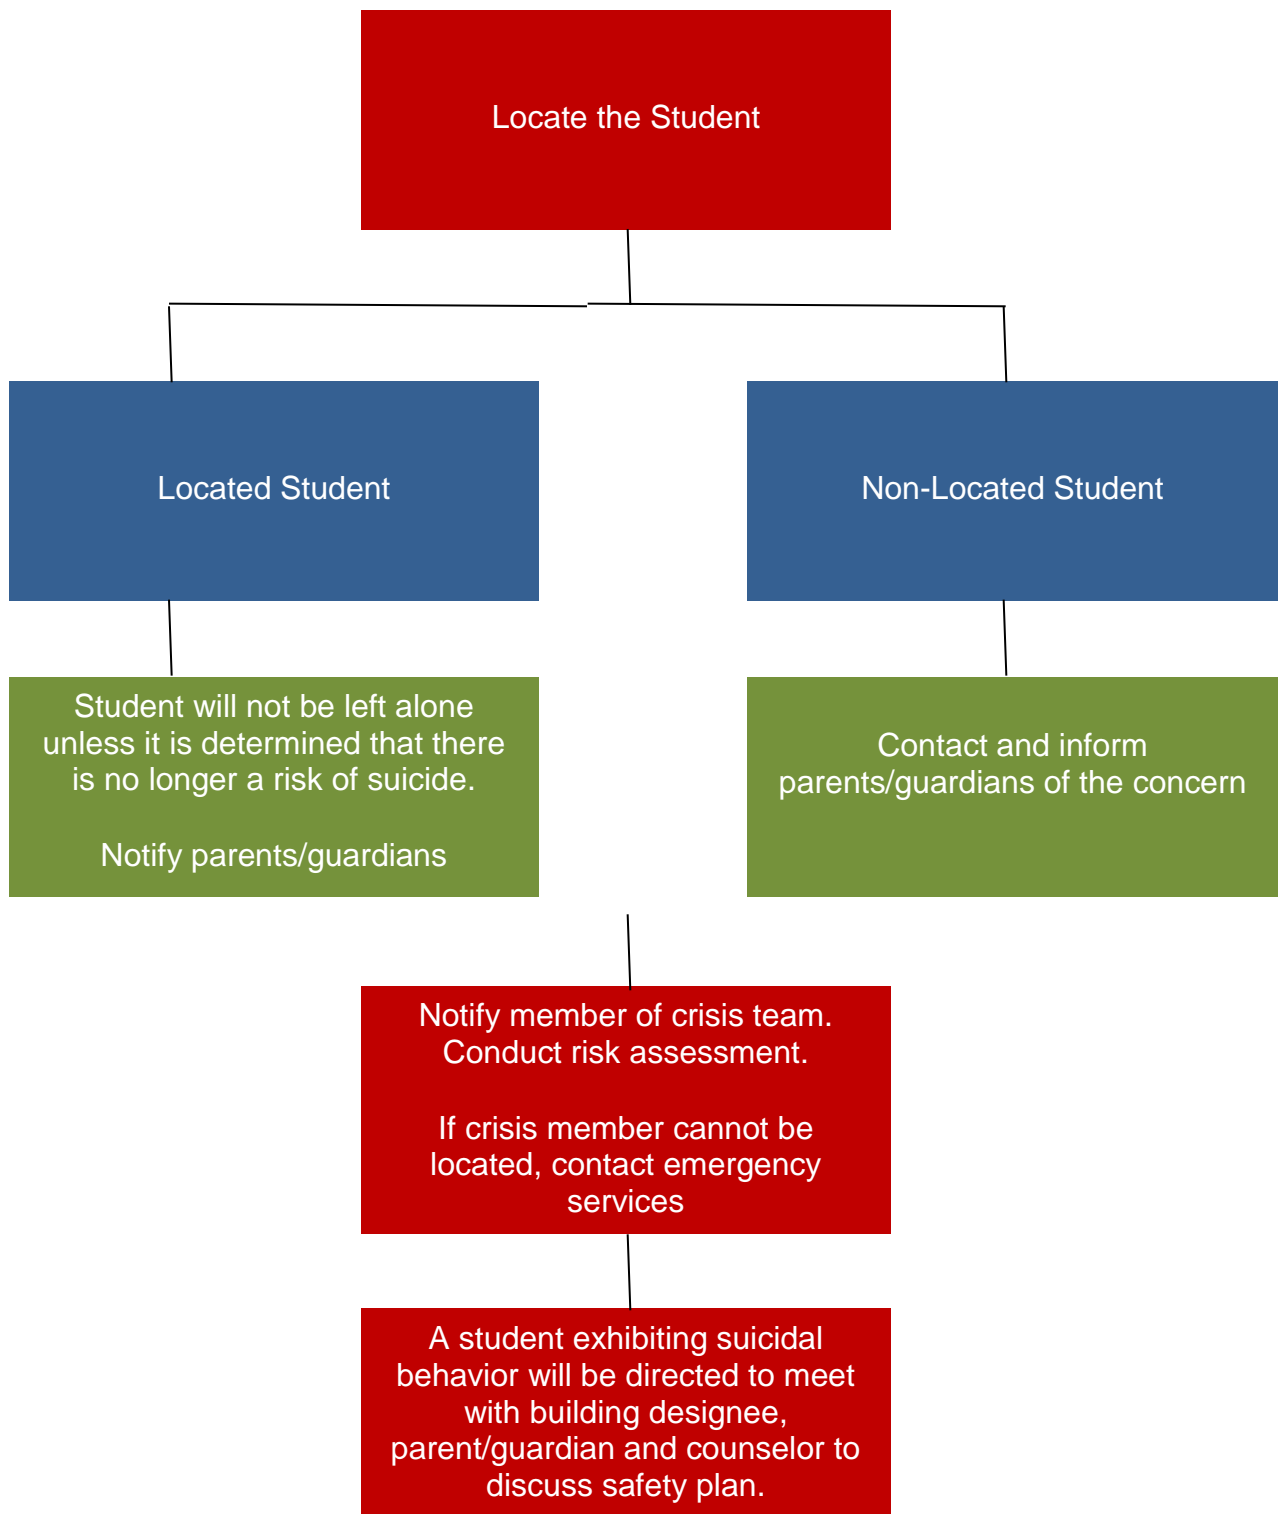 Locate the Student
Located Student
Non-Located Student
Student will not be left alone
unless it is determined that there
is no longer a risk of suicide.
Notify parents/guardians
Contact and inform
parents/guardians of the concern
Notify member of crisis team.
Conduct risk assessment.
If crisis member cannot be
located, contact emergency
services
A student exhibiting suicidal
behavior will be directed to meet
with building designee,
parent/guardian and counselor to
discuss safety plan.